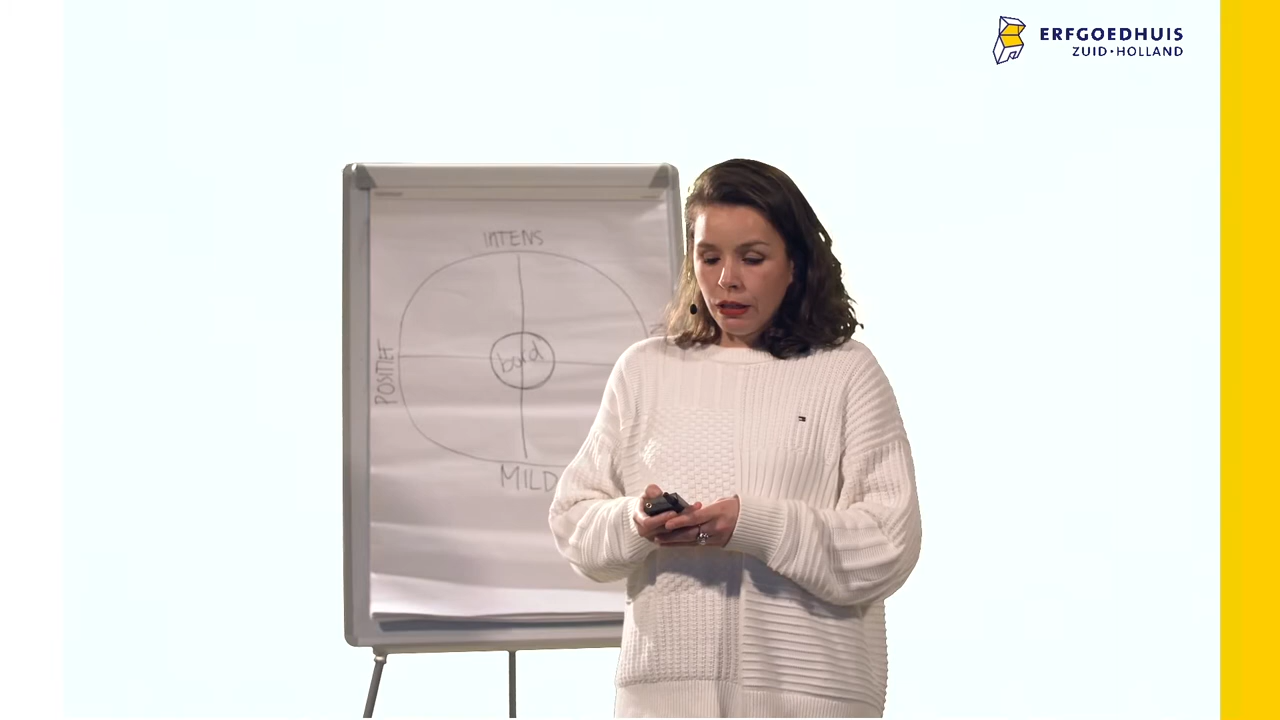 ERFGOEDHUIS
ZUID·HOLLAND
INTENS
POSITIEF
bord
MILD